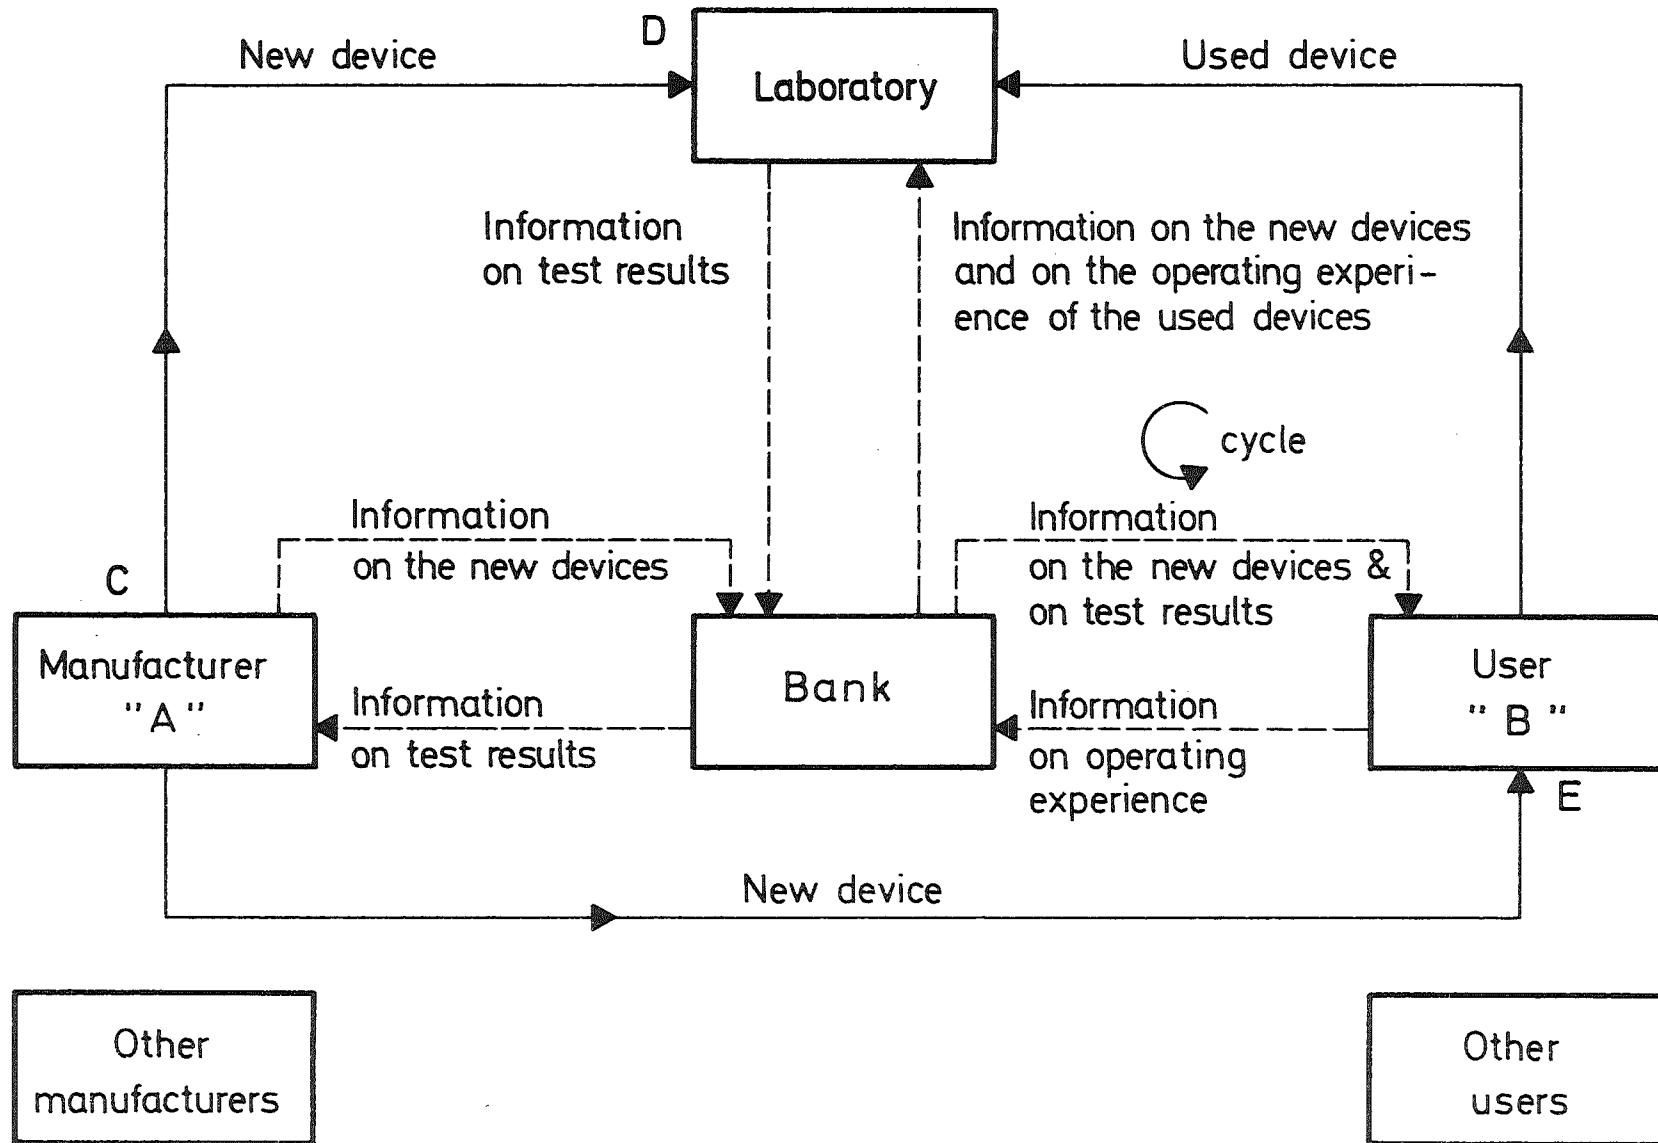 D
New device
Used device
Laboratory
Information
on test results
Information on the new devices
and on the operating experi-
ence of the used devices
cycle
Information
on the new devices
Information
on the new devices &
on test results
C
Manufacturer
"A"
Bank
User
"B"
Information
on test results
Information
on operating
experience
E
New device
Other
manufacturers
Other
users